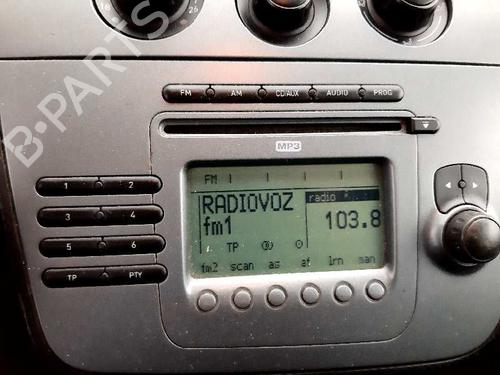 26
FM AM CD/AUX AUDIO PROG
MP3
FM
RADIOVOZ radio
fm1 103.8
TP
fm2 scan as af lrn man
1 2
3 4
5 6
TP PTY
B-PARTS